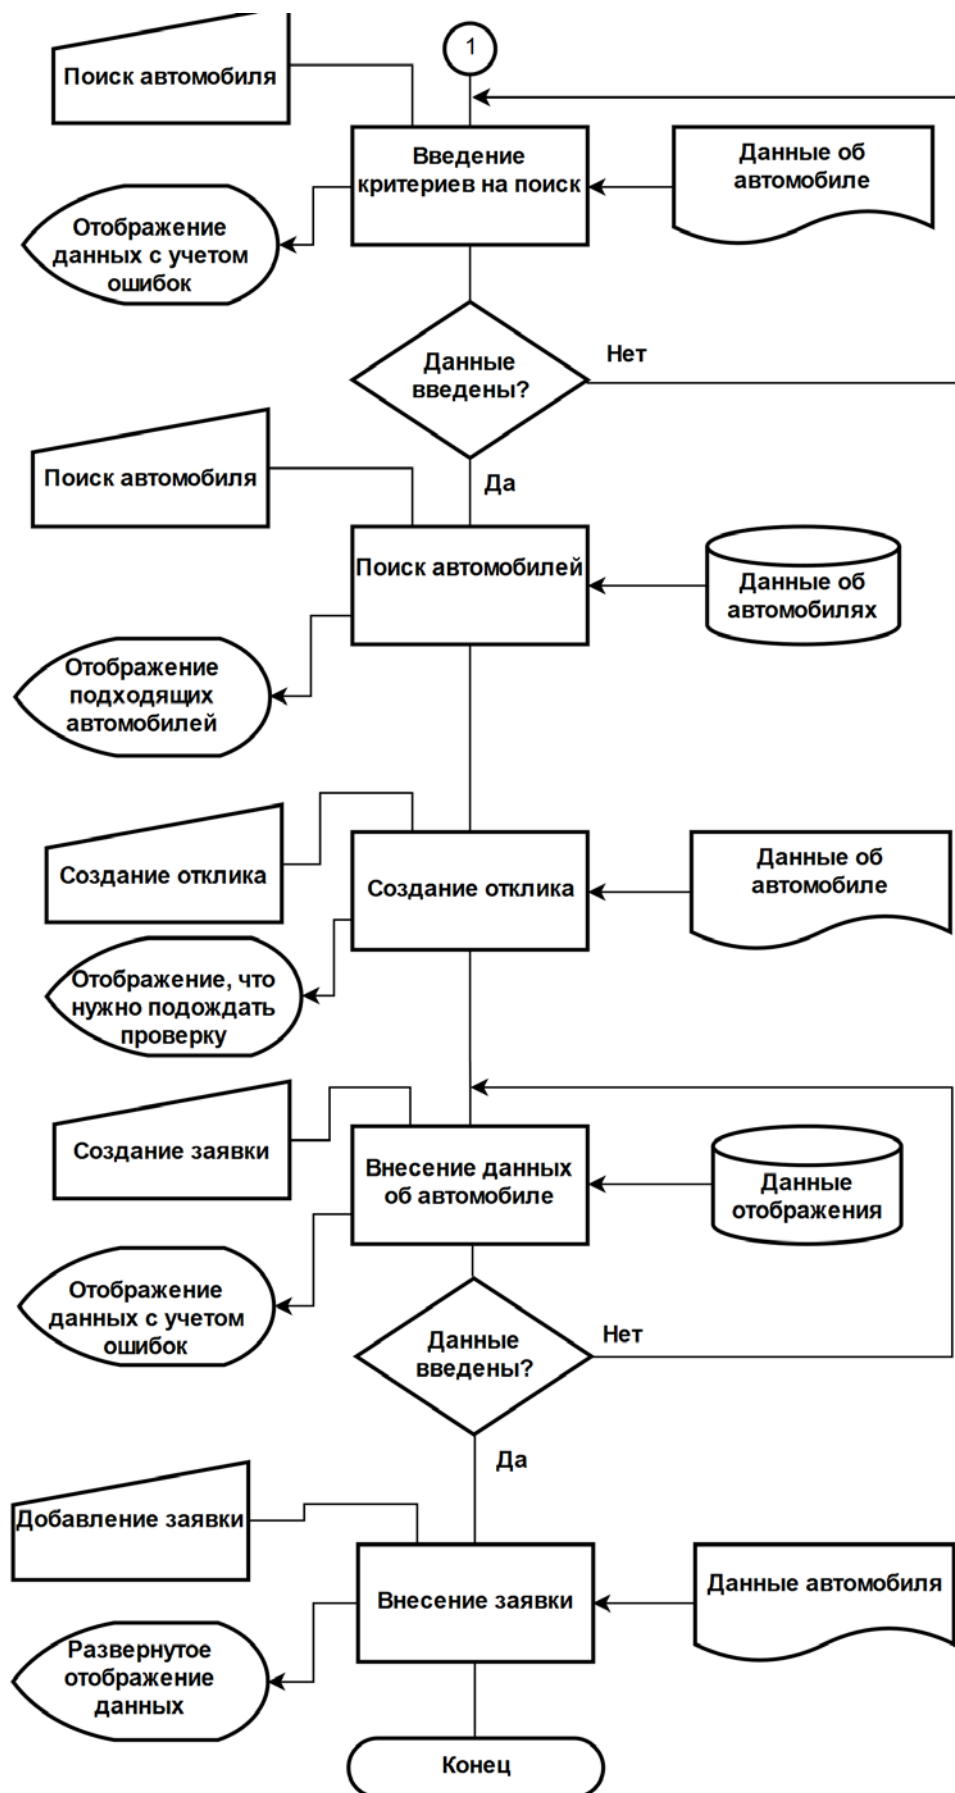 1
Поиск автомобиля
Введение
критериев на поиск
Данные об
автомобиле
Отображение
данных с учетом
ошибок
Данные
введены?
Нет
Да
Поиск автомобиля
Поиск автомобилей
Данные об
автомобилях
Отображение
подходящих
автомобилей
Создание отклика
Создание отклика
Данные об
автомобиле
Отображение, что
нужно подождать
проверку
Создание заявки
Внесение данных
об автомобиле
Данные
отображения
Отображение
данных с учетом
ошибок
Данные
введены?
Нет
Да
Добавление заявки
Внесение заявки
Данные автомобиля
Развернутое
отображение
данных
Конец